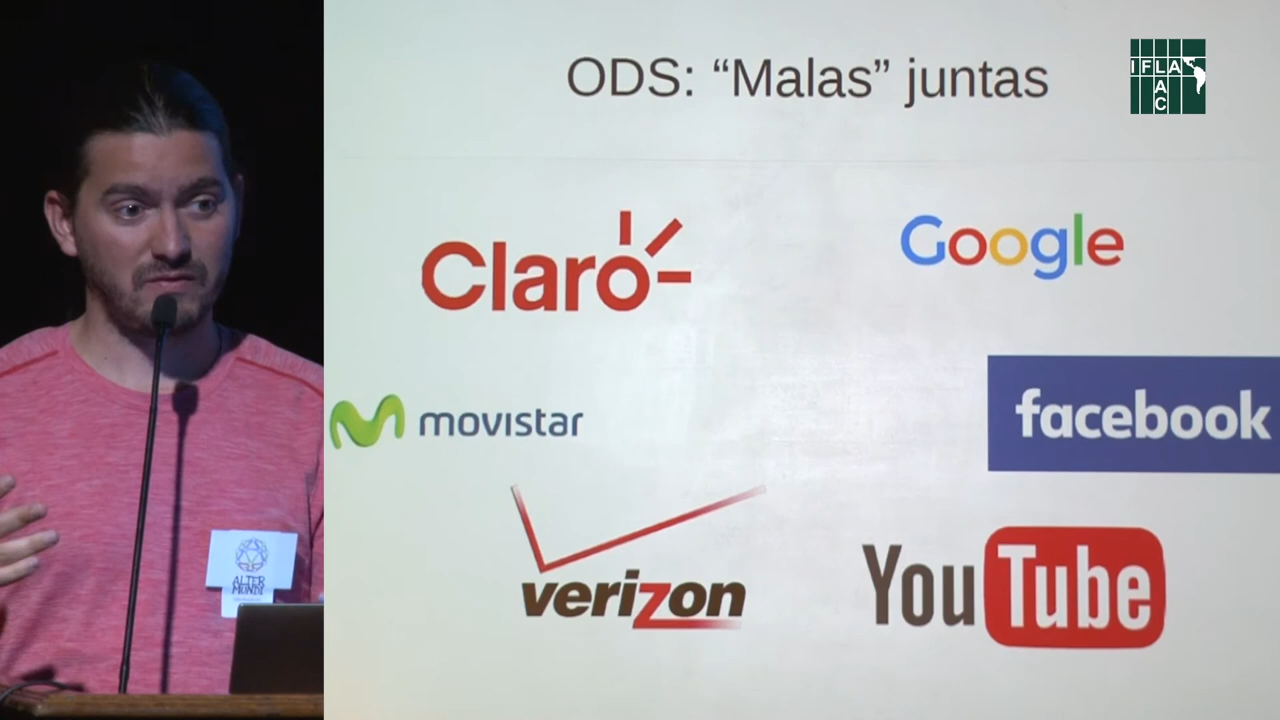 ODS: “Malas” juntas
IFLA
LAC
Claro
Google
movistar
facebook
verizon
YouTube
ALTER
MUNDI